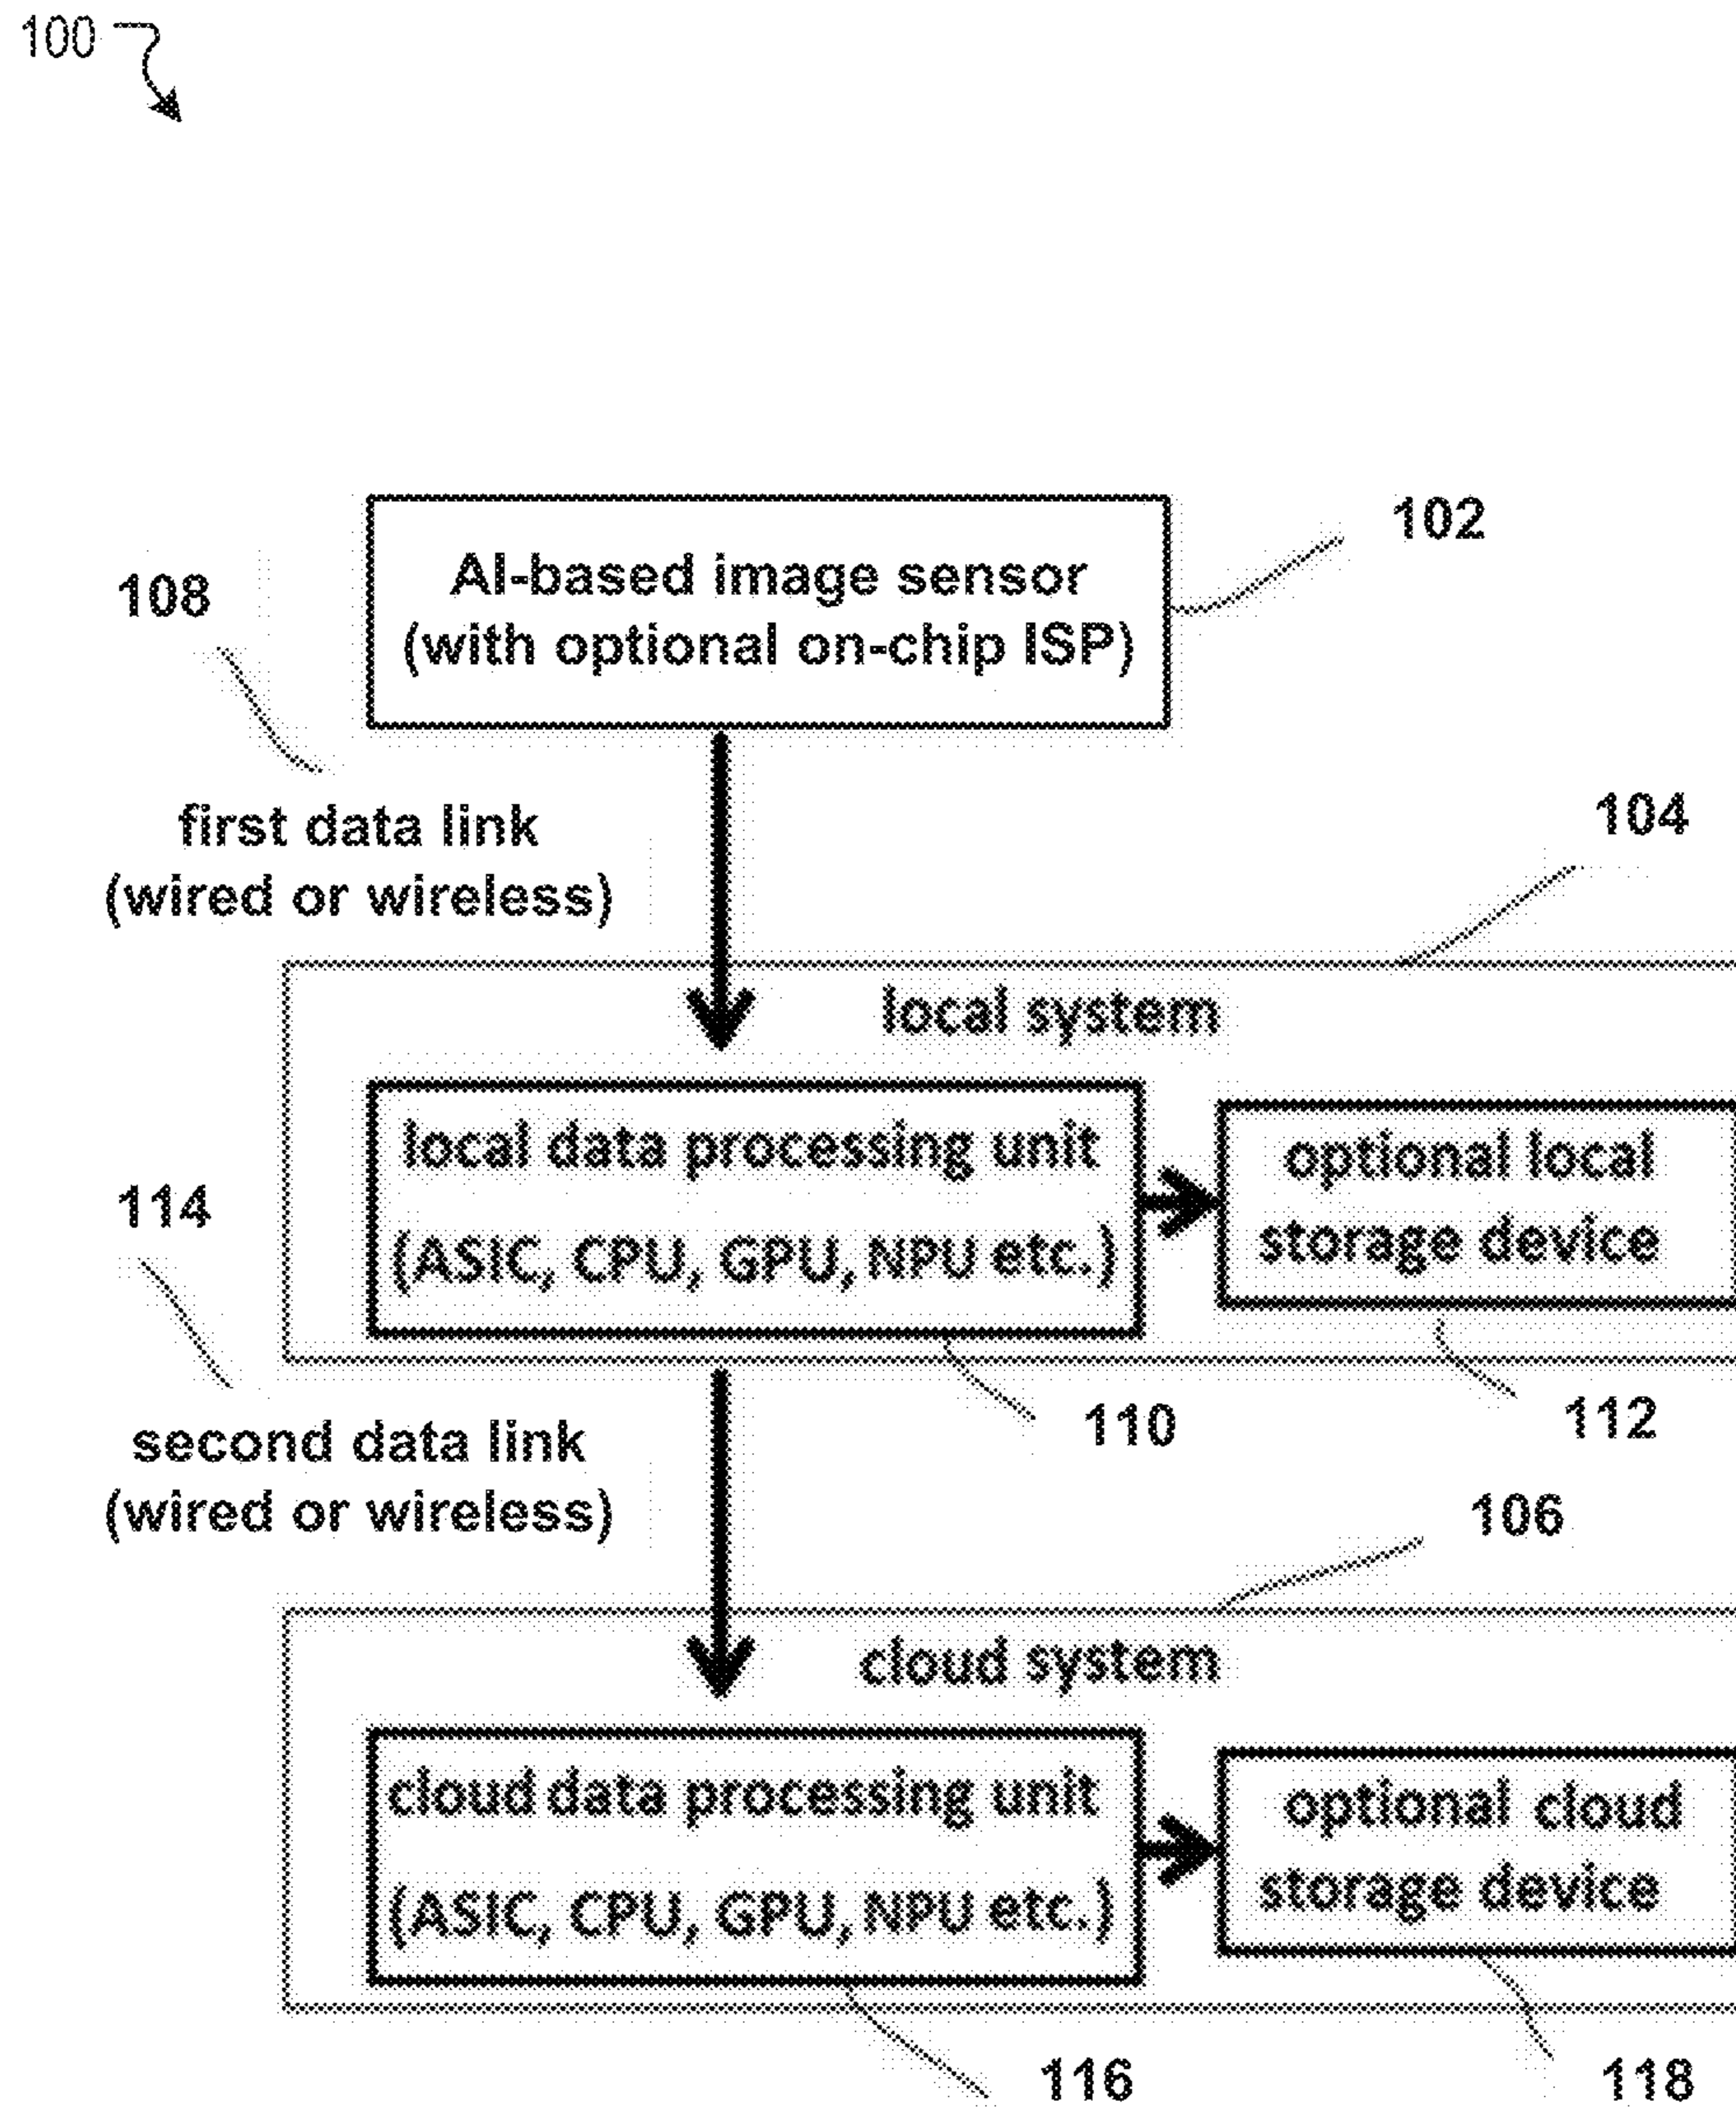 100
AI-based image sensor
(with optional on-chip ISP)
102
108
first data link
(wired or wireless)
104
local system
local data processing unit
(ASIC, CPU, GPU, NPU etc.)
optional local
storage device
114
110
112
second data link
(wired or wireless)
106
cloud system
cloud data processing unit
(ASIC, CPU, GPU, NPU etc.)
optional cloud
storage device
116
118